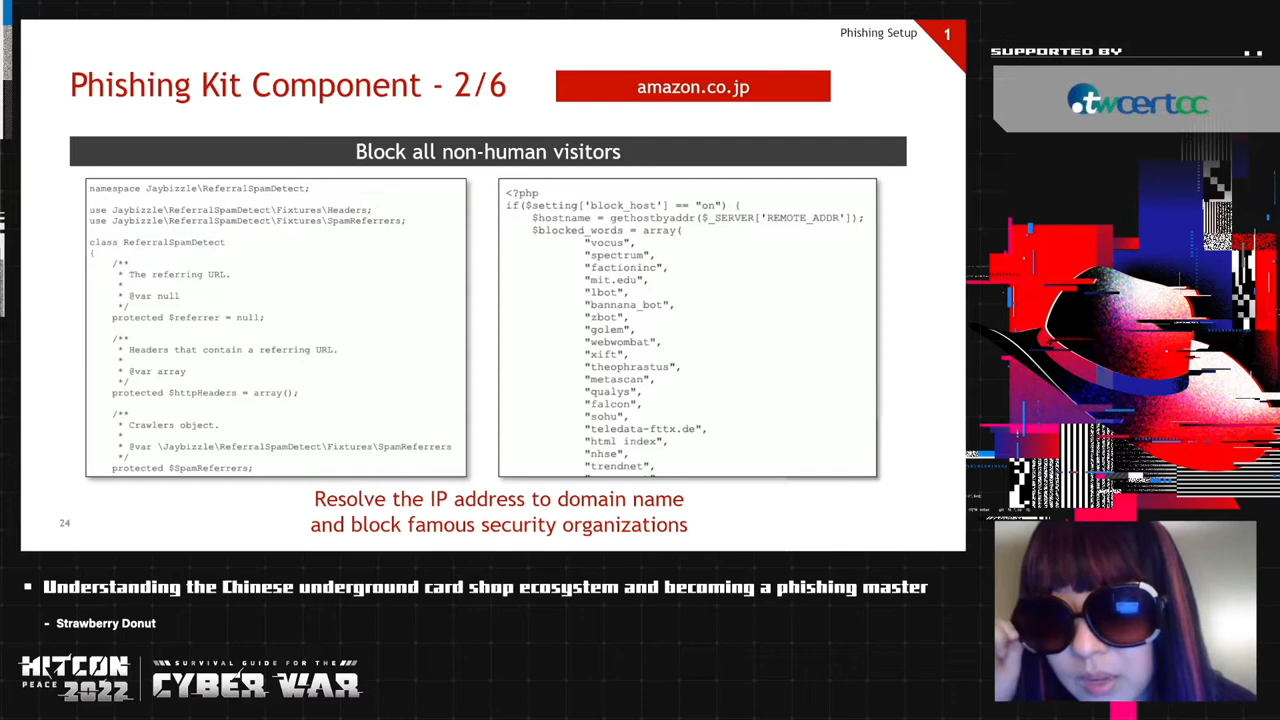 Phishing Setup
1
Phishing Kit Component - 2/6
amazon.co.jp
Block all non-human visitors
namespace Jaybizzle\ReferralSpamDetect;
use Jaybizzle\ReferralSpamDetect\Fixtures\Headers;
use Jaybizzle\ReferralSpamDetect\Fixtures\SpamReferrers;
class ReferralSpamDetect
{
/**
* The referring URL.
*
* @var null
*/
protected $referrer = null;
/**
* Headers that contain a referring URL.
*
* @var array
*/
protected $httpHeaders = array();
/**
* Crawlers object.
*
* @var \Jaybizzle\ReferralSpamDetect\Fixtures\SpamReferrers
*/
protected $SpamReferrers;
<?php
if($setting['block_host'] == "on") {
$hostname = gethostbyaddr($_SERVER['REMOTE_ADDR']);
$blocked_words = array(
"vocus",
"spectrum",
"factioninc",
"mit.edu",
"lbot",
"bannana_bot",
"zbot",
"golem",
"webwombat",
"xift",
"theophrastus",
"metascan",
"qualys",
"falcon",
"sohu",
"teledata-fttx.de",
"html index",
"nhse",
"trendnet",
Resolve the IP address to domain name
and block famous security organizations
24
SUPPORTED BY
twcertcc
Understanding the Chinese underground card shop ecosystem and becoming a phishing master
- Strawberry Donut
HITCON
PEACE 2022
SURVIVAL GUIDE FOR THE
CYBER WAR